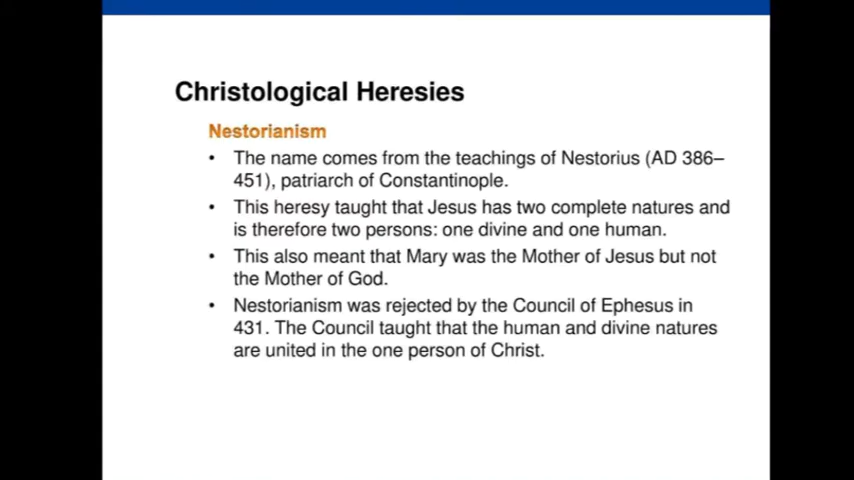 Christological Heresies
Nestorianism
• The name comes from the teachings of Nestorius (AD 386–
451), patriarch of Constantinople.
• This heresy taught that Jesus has two complete natures and
is therefore two persons: one divine and one human.
• This also meant that Mary was the Mother of Jesus but not
the Mother of God.
• Nestorianism was rejected by the Council of Ephesus in
431. The Council taught that the human and divine natures
are united in the one person of Christ.